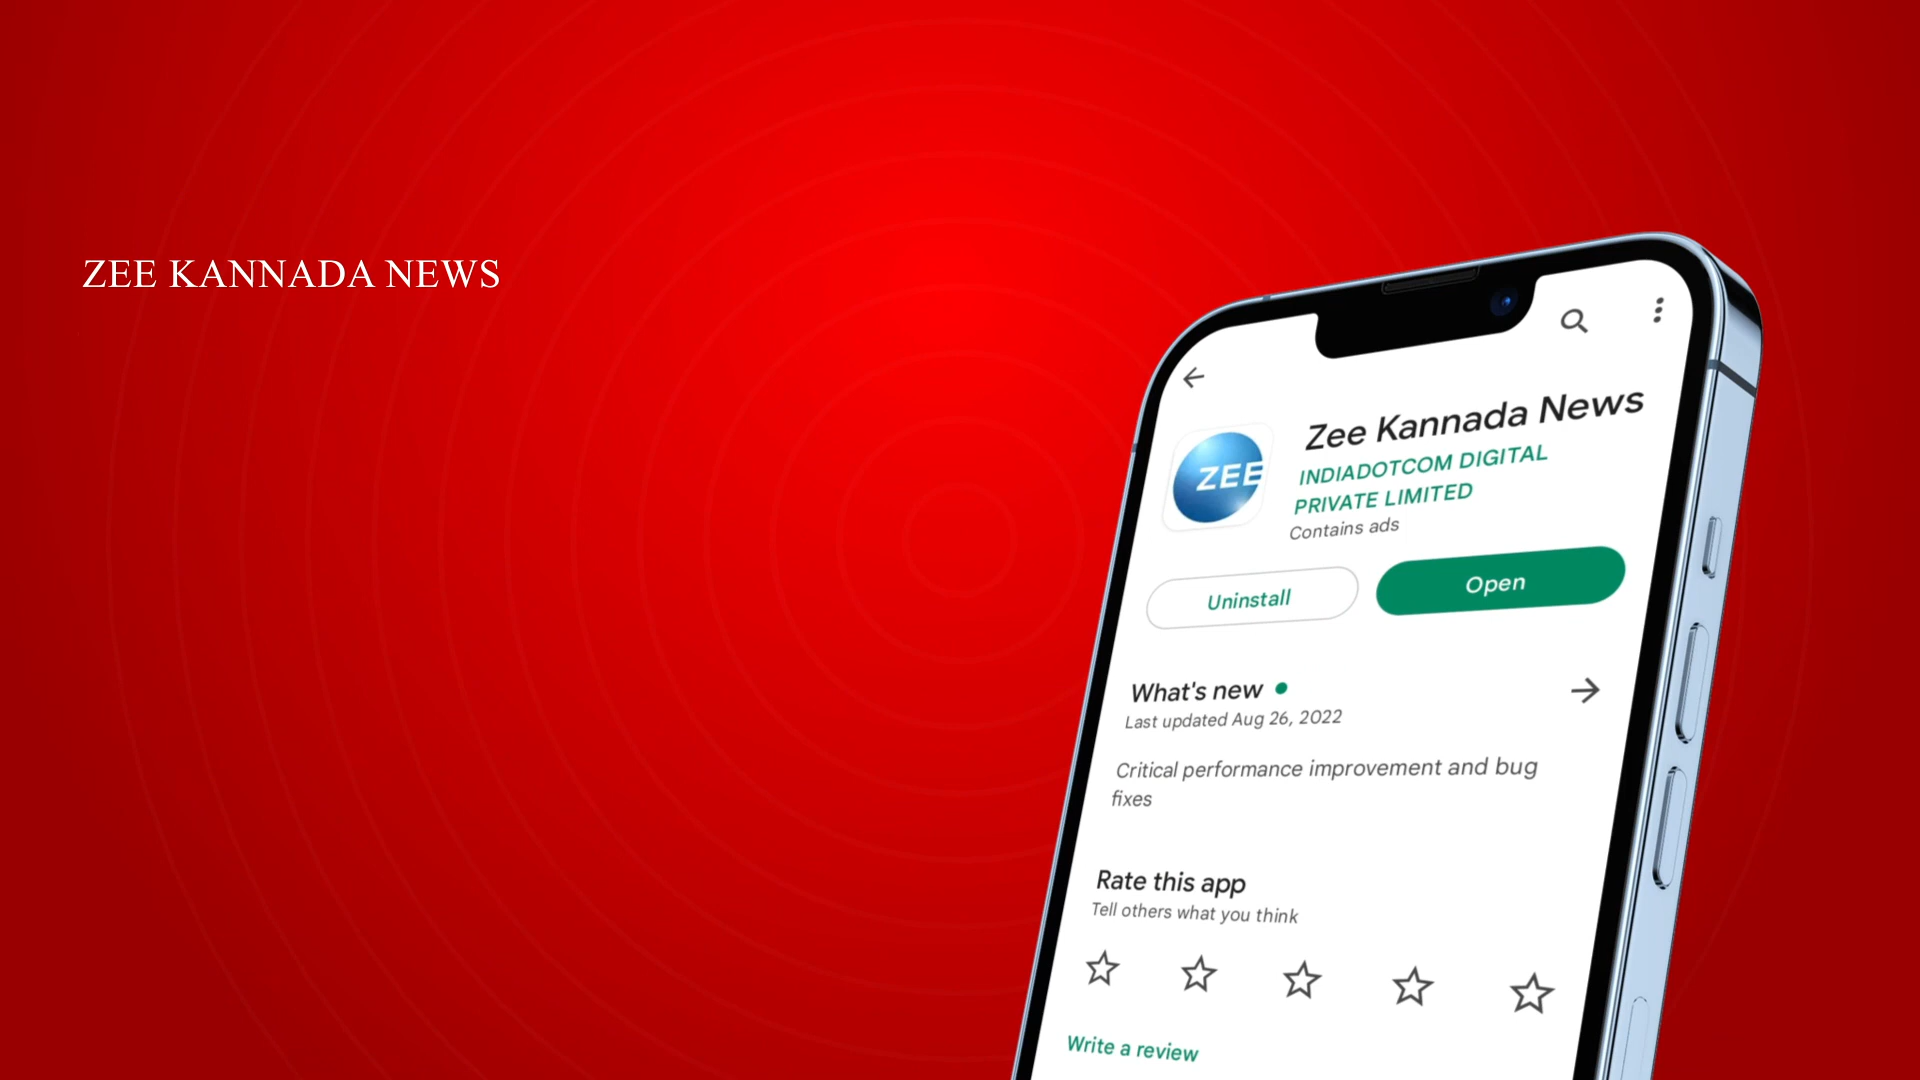 ZEE KANNADA NEWS
Zee Kannada News
INDIADOTCOM DIGITAL
PRIVATE LIMITED
Contains ads
ZEE
Uninstall
Open
What's new
Last updated Aug 26, 2022
Critical performance improvement and bug
fixes
Rate this app
Tell others what you think
Write a review